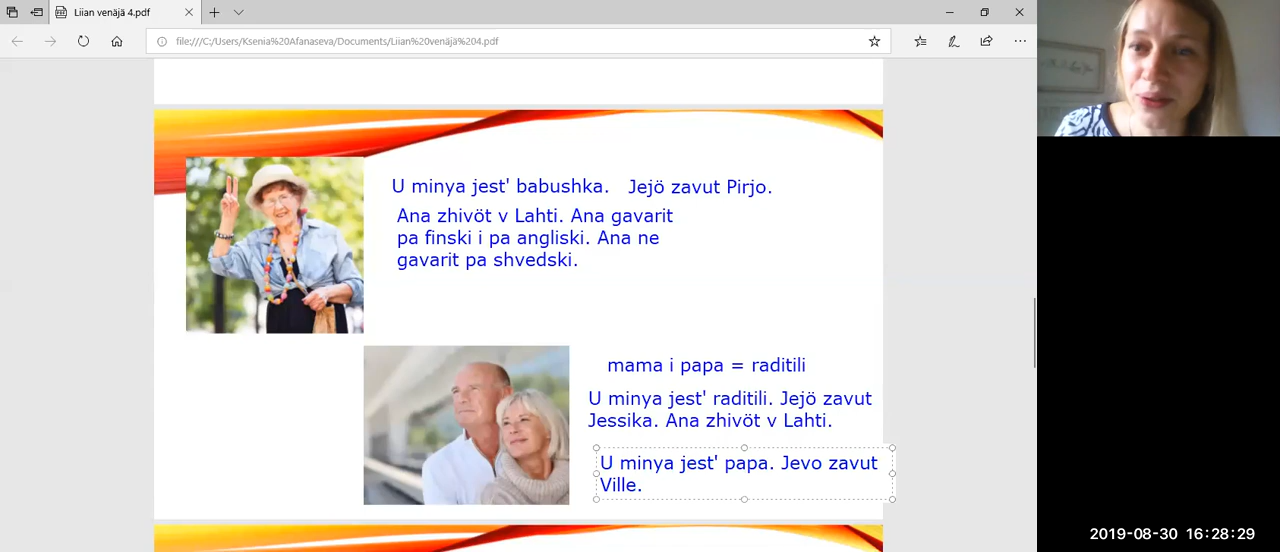 Liian venäjä 4.pdf
file:///C:/Users/Ksenia%20Afanaseva/Documents/Liian%20venäjä%204.pdf
U minya jest' babushka. Jejö zavut Pirjo.
Ana zhivöt v Lahti. Ana gavarit
pa finski i pa angliski. Ana ne
gavarit pa shvedski.
mama i papa = raditili
U minya jest' raditili. Jejö zavut
Jessika. Ana zhivöt v Lahti.
U minya jest' papa. Jevo zavut
Ville.
2019-08-30 16:28:29